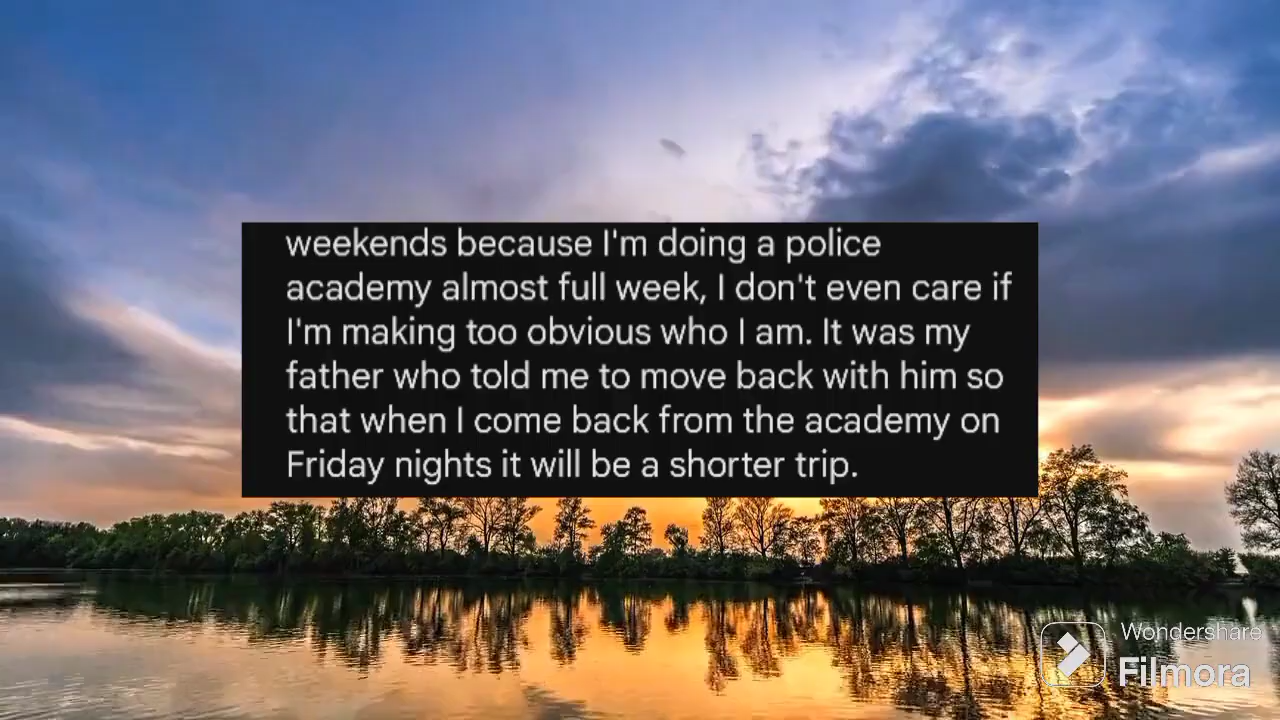 weekends because I'm doing a police
academy almost full week, I don't even care if
I'm making too obvious who I am. It was my
father who told me to move back with him so
that when I come back from the academy on
Friday nights it will be a shorter trip.
Wondershare
Filmora